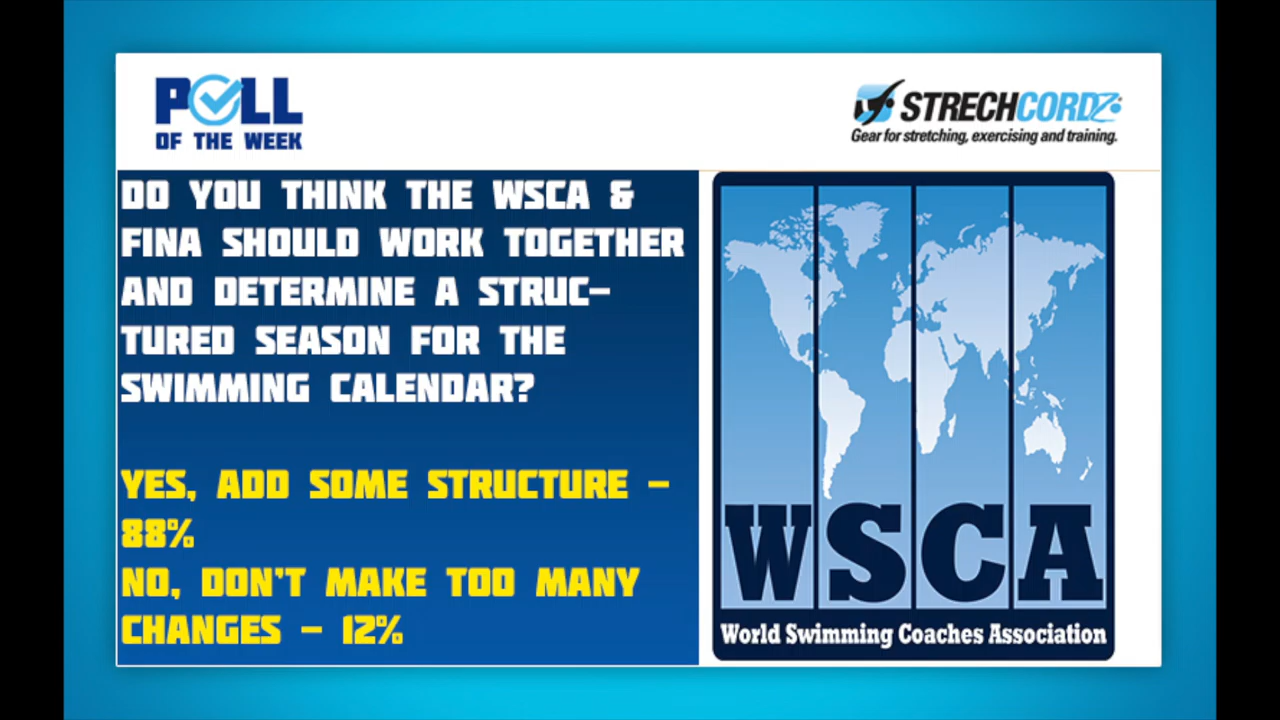 POLL
OF THE WEEK
STRECHCORDZ
Gear for stretching, exercising and training.
DO YOU THINK THE WSCA &
FINA SHOULD WORK TOGETHER
AND DETERMINE A STRUC-
TURED SEASON FOR THE
SWIMMING CALENDAR?
YES, ADD SOME STRUCTURE -
88%
NO, DON'T MAKE TOO MANY
CHANGES - 12%
WSCA
World Swimming Coaches Association